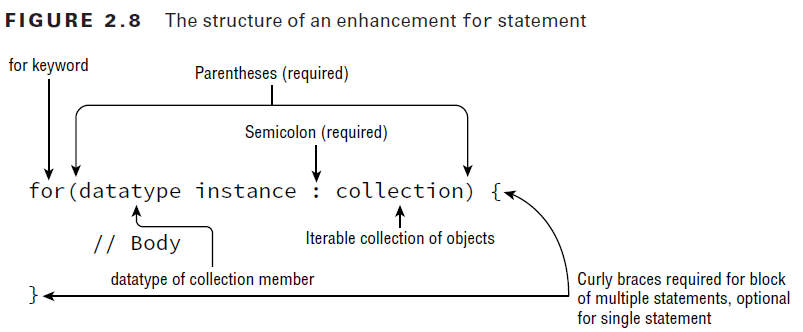 FIGURE 2.8 The structure of an enhancement for statement
for keyword
Parentheses (required)
Semicolon (required)
for(datatype instance : collection) {
// Body
Iterable collection of objects
datatype of collection member
}
Curly braces required for block
of multiple statements, optional
for single statement